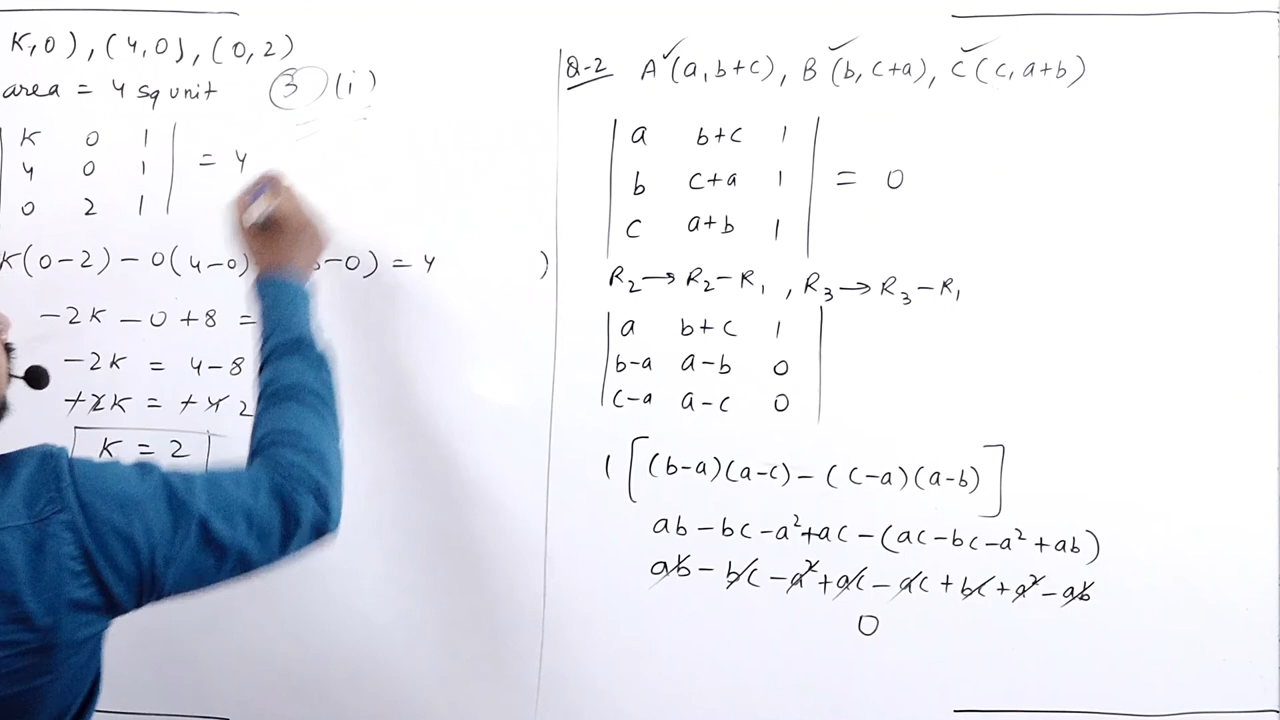 K,0), (4,0), (0,2)
area = 4 sq unit (3) (i)
| K 0 1 |
| 4 0 1 | = 4
| 0 2 1 |
K(0-2) - 0(4-0) -0) = 4 )
-2K - 0 + 8 =
-2K = 4-8
+2K = +4 2
K = 2
Q-2 A (a, b+c), B (b, c+a), C (c, a+b)
| a b+c 1 |
| b c+a 1 | = 0
| c a+b 1 |
R₂→R₂-R₁, R₃→R₃-R₁
| a b+c 1 |
| b-a a-b 0 |
| c-a a-c 0 |
1[(b-a)(a-c) - (c-a)(a-b)]
ab - bc - a² + ac - (ac - bc - a² + ab)
ab - bc - a² + ac - ac + bc + a² - ab
0